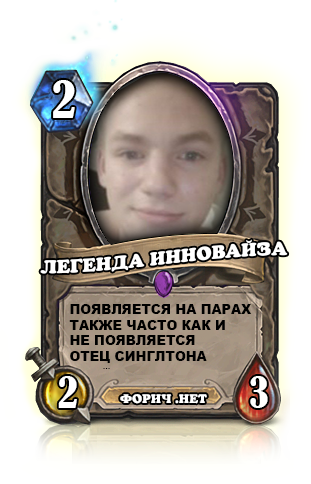 2
ЛЕГЕНДА ИННОВАЙЗА
ПОЯВЛЯЕТСЯ НА ПАРАХ
ТАКЖЕ ЧАСТО КАК И
НЕ ПОЯВЛЯЕТСЯ
ОТЕЦ СИНГЛТОНА
2
ФОРИЧ .НЕТ
3